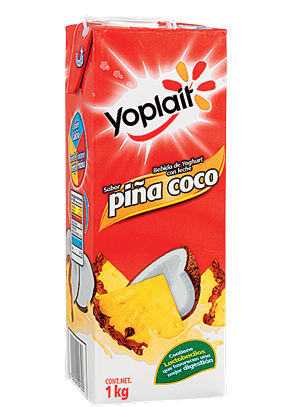 Yoplait
Bebida de Yoghurt
con leche
Sabor
piña coco
Contiene
Lactobacilos
que favorecen una
mejor digestión
CONT. NET.
1 kg